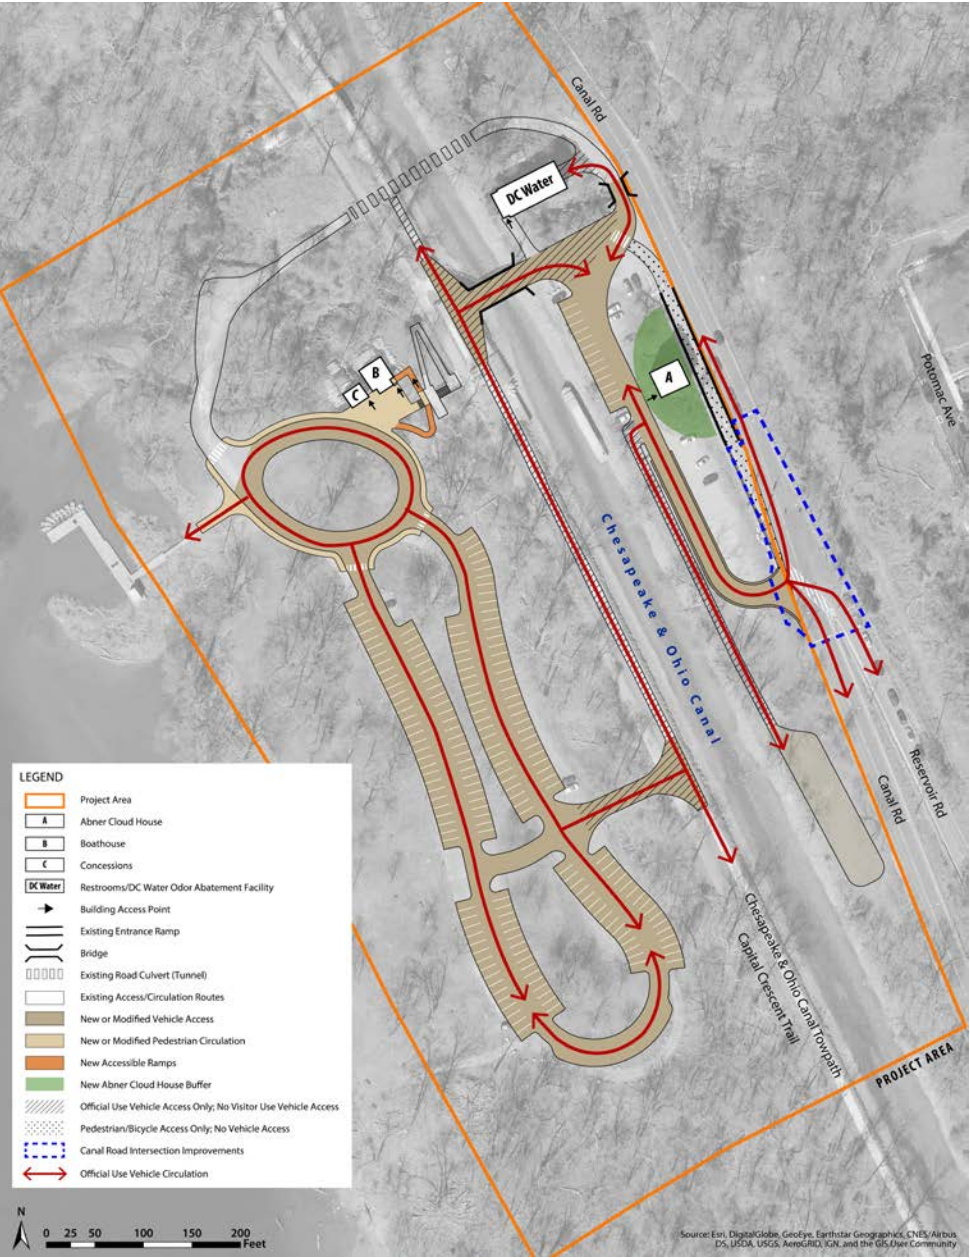 Canal Rd
DC Water
Potomac Ave
A
B
C
Chesapeake & Ohio Canal
Reservoir Rd
Canal Rd
Chesapeake & Ohio Canal Towpath
Capital Crescent Trail
PROJECT AREA
LEGEND
Project Area
A Abner Cloud House
B Boathouse
C Concessions
DC Water Restrooms/DC Water Odor Abatement Facility
Building Access Point
Existing Entrance Ramp
Bridge
Existing Road Culvert (Tunnel)
Existing Access/Circulation Routes
New or Modified Vehicle Access
New or Modified Pedestrian Circulation
New Accessible Ramps
New Abner Cloud House Buffer
Official Use Vehicle Access Only; No Visitor Use Vehicle Access
Pedestrian/Bicycle Access Only; No Vehicle Access
Canal Road Intersection Improvements
Official Use Vehicle Circulation
N
0 25 50 100 150 200
Feet
Source: Esri, DigitalGlobe, GeoEye, Earthstar Geographics, CNES/Airbus
DS, USDA, USGS, AeroGRID, IGN, and the GIS User Community